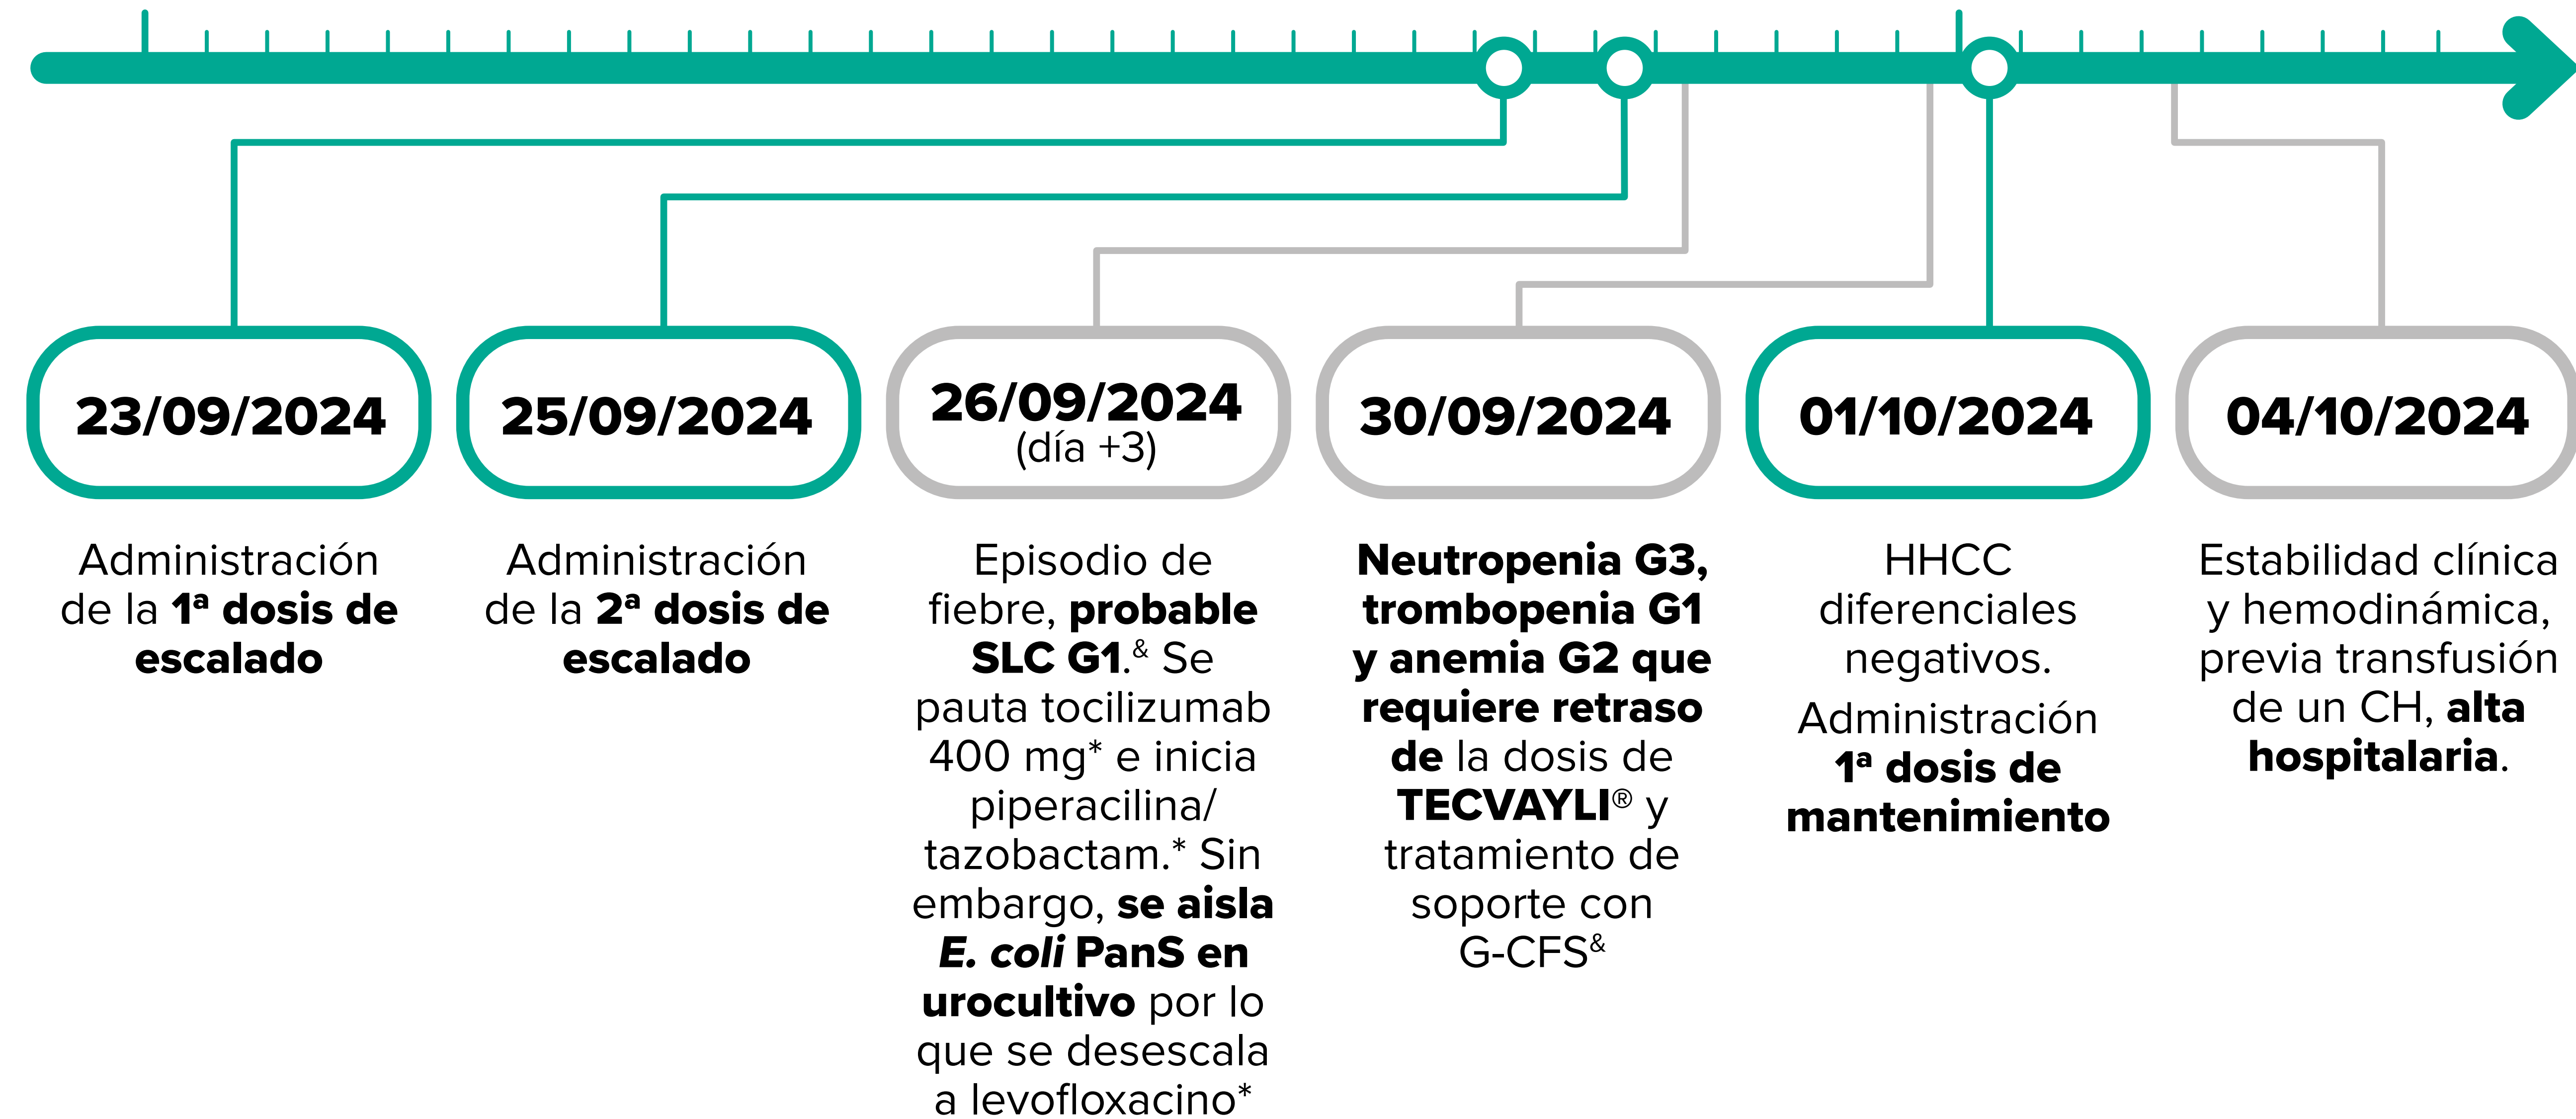 23/09/2024
Administración
de la 1ª dosis de
escalado
25/09/2024
Administración
de la 2ª dosis de
escalado
26/09/2024
(día +3)
Episodio de
fiebre, probable
SLC G1.& Se
pauta tocilizumab
400 mg* e inicia
piperacilina/
tazobactam.* Sin
embargo, se aisla
E. coli PanS en
urocultivo por lo
que se desescala
a levofloxacino*
30/09/2024
Neutropenia G3,
trombopenia G1
y anemia G2 que
requiere retraso
de la dosis de
TECVAYLI® y
tratamiento de
soporte con
G-CFS&
01/10/2024
HHCC
diferenciales
negativos.
Administración
1ª dosis de
mantenimiento
04/10/2024
Estabilidad clínica
y hemodinámica,
previa transfusión
de un CH, alta
hospitalaria.